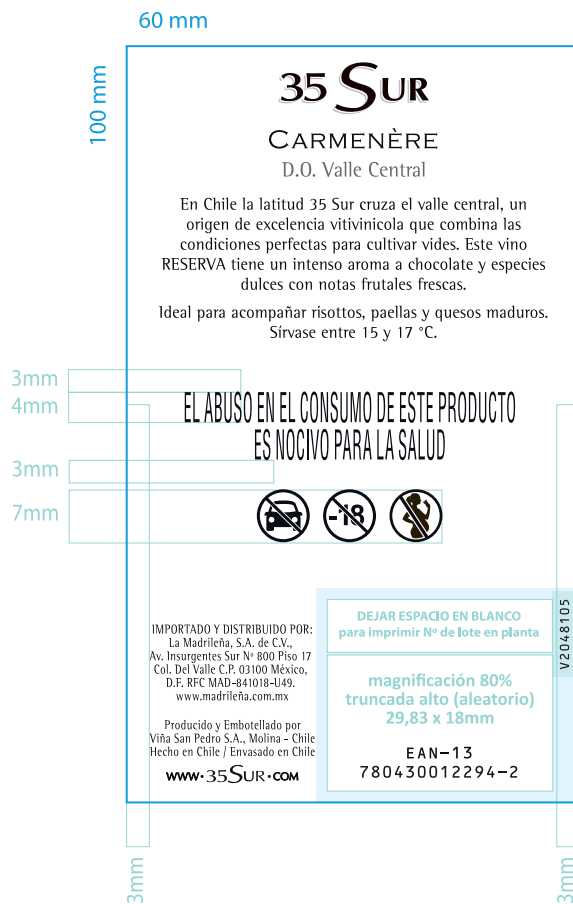 60 mm
100 mm
35 SUR
CARMENÈRE
D.O. Valle Central
En Chile la latitud 35 Sur cruza el valle central, un
origen de excelencia vitivinicola que combina las
condiciones perfectas para cultivar vides. Este vino
RESERVA tiene un intenso aroma a chocolate y especies
dulces con notas frutales frescas.
Ideal para acompañar risottos, paellas y quesos maduros.
Sírvase entre 15 y 17 °C.
3mm
4mm
EL ABUSO EN EL CONSUMO DE ESTE PRODUCTO
ES NOCIVO PARA LA SALUD
3mm
7mm
-18
IMPORTADO Y DISTRIBUIDO POR:
La Madrileña, S.A. de C.V.,
Av. Insurgentes Sur Nº 800 Piso 17
Col. Del Valle C.P. 03100 México,
D.F. RFC MAD-841018-U49.
www.madrileña.com.mx
Producido y Embotellado por
Viña San Pedro S.A., Molina - Chile
Hecho en Chile / Envasado en Chile
WWW·35SUR·COM
DEJAR ESPACIO EN BLANCO
para imprimir Nº de lote en planta
V2048105
magnificación 80%
truncada alto (aleatorio)
29,83 x 18mm
EAN-13
780430012294-2
3mm
3mm